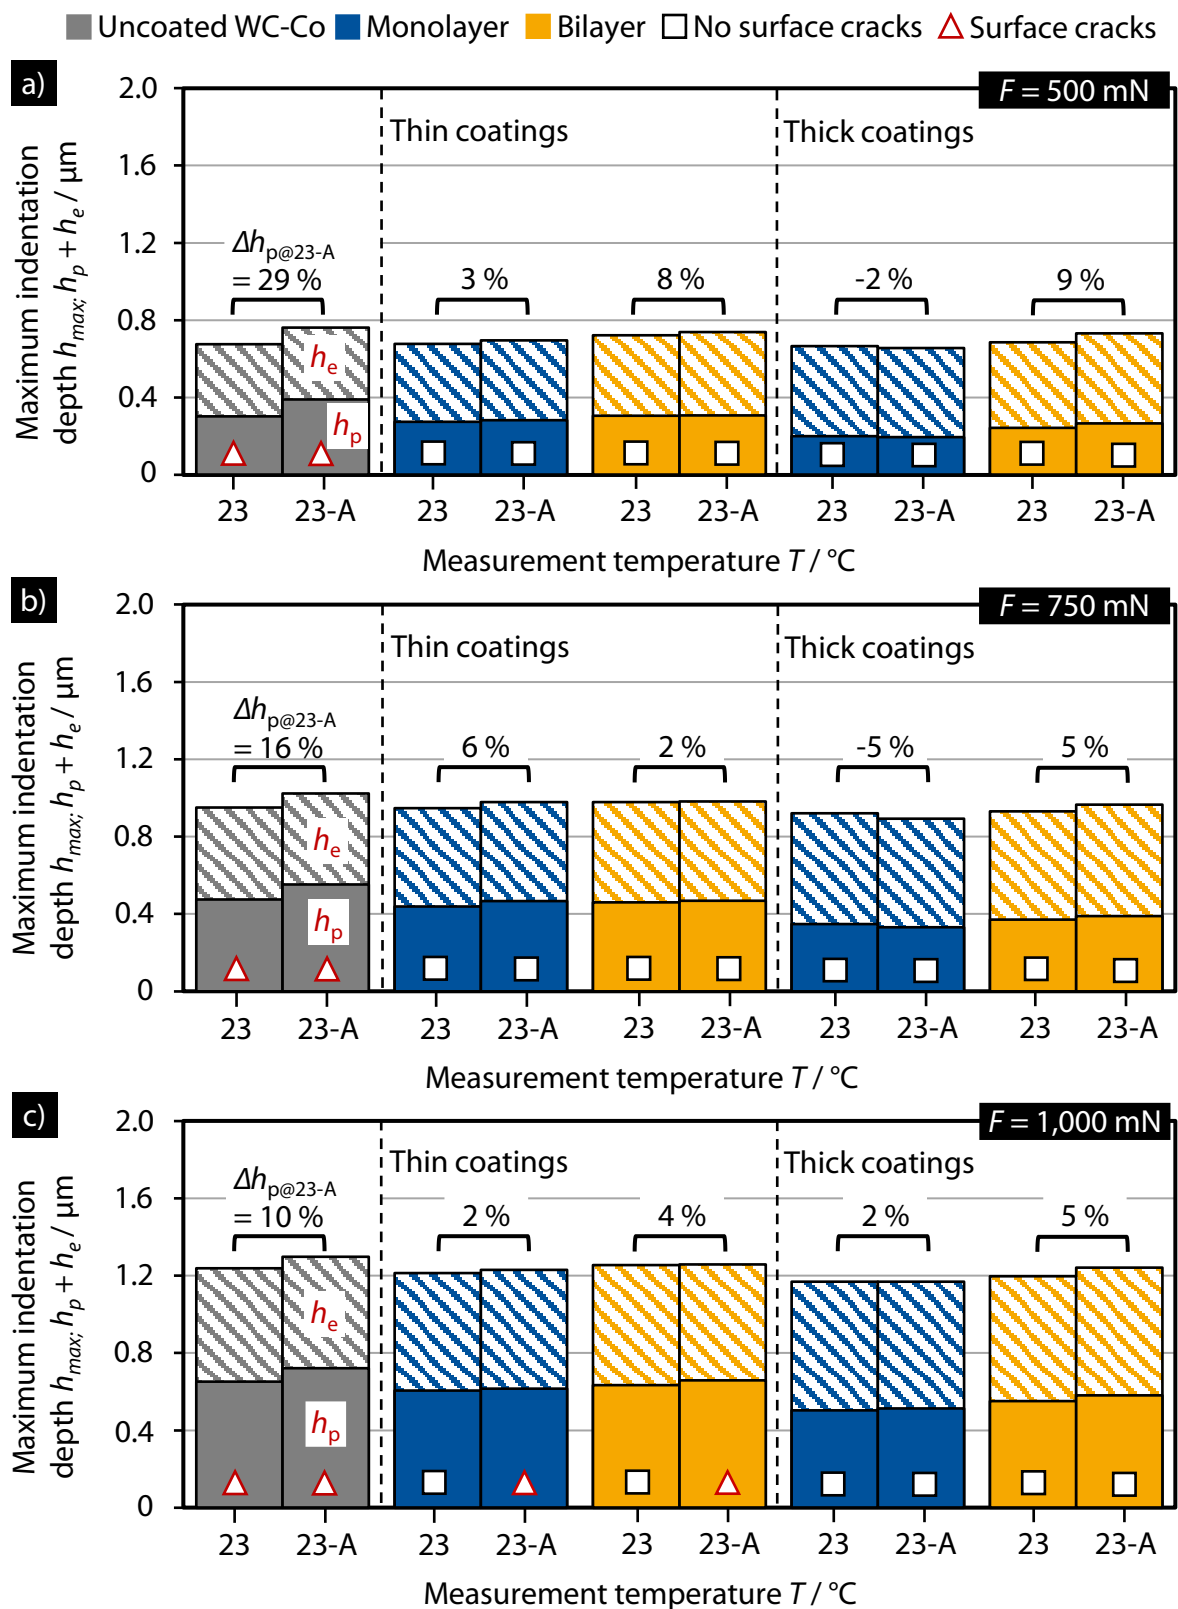 Uncoated WC-Co Monolayer Bilayer No surface cracks Surface cracks
a)
F = 500 mN
Maximum indentation
depth hmax; hp + he / µm
2.0
1.6
1.2
0.8
0.4
0
Thin coatings
Thick coatings
Δhp@23-A
= 29 %
3 %
8 %
-2 %
9 %
he
hp
23 23-A 23 23-A 23 23-A 23 23-A 23 23-A
Measurement temperature T / °C
b)
F = 750 mN
Maximum indentation
depth hmax; hp + he / µm
2.0
1.6
1.2
0.8
0.4
0
Thin coatings
Thick coatings
Δhp@23-A
= 16 %
6 %
2 %
-5 %
5 %
he
hp
23 23-A 23 23-A 23 23-A 23 23-A 23 23-A
Measurement temperature T / °C
c)
F = 1,000 mN
Maximum indentation
depth hmax; hp + he / µm
2.0
1.6
1.2
0.8
0.4
0
Thin coatings
Thick coatings
Δhp@23-A
= 10 %
2 %
4 %
2 %
5 %
he
hp
23 23-A 23 23-A 23 23-A 23 23-A 23 23-A
Measurement temperature T / °C